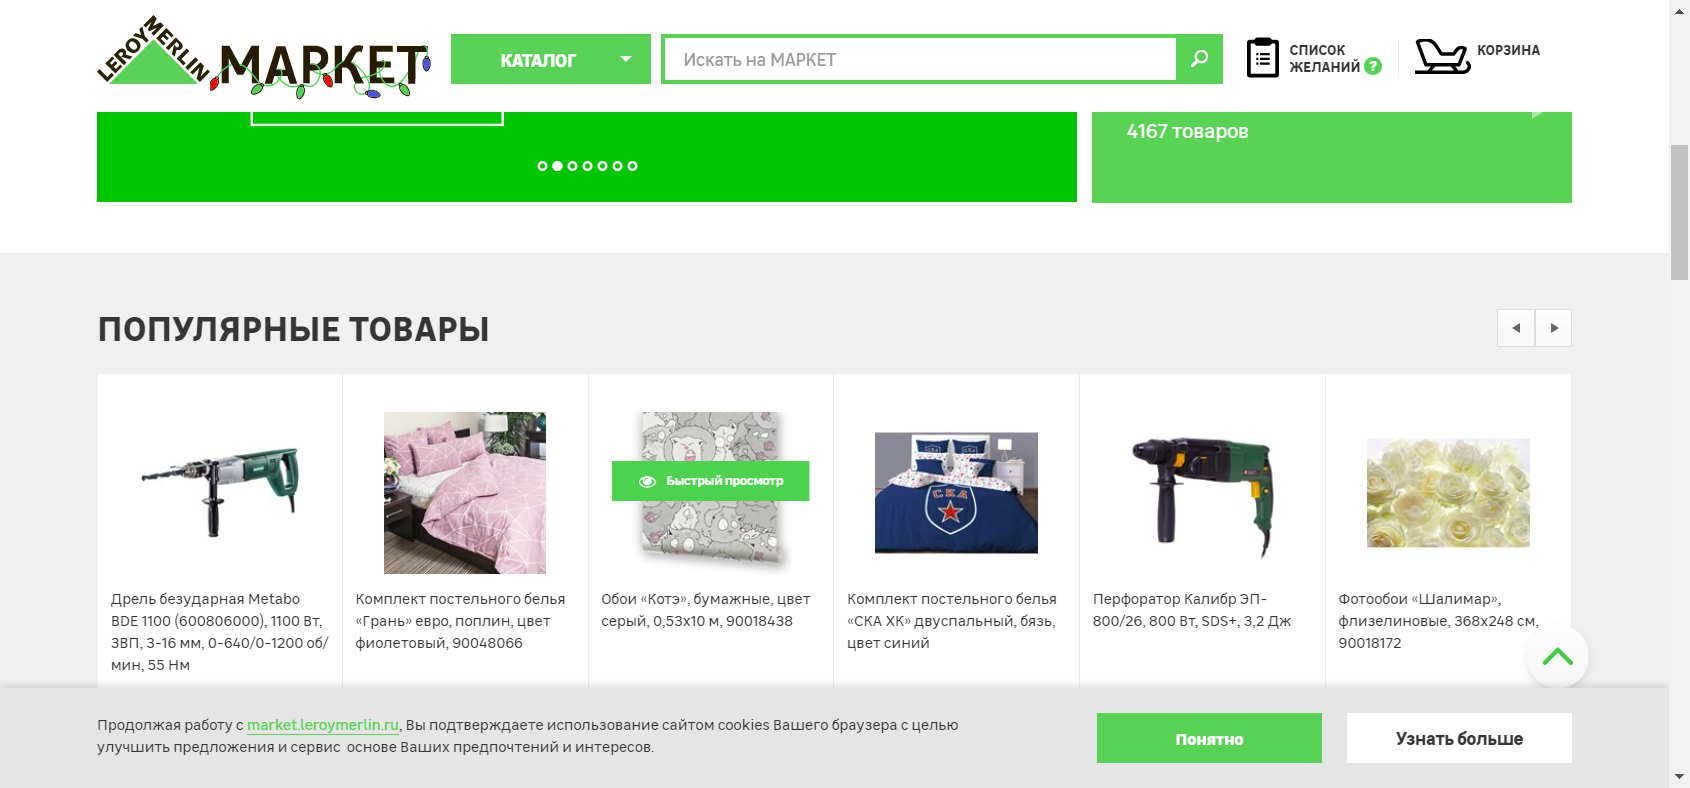 LEROY MERLIN МАРКЕТ
КАТАЛОГ
Искать на МАРКЕТ
СПИСОК
ЖЕЛАНИЙ ?
КОРЗИНА
4167 товаров
ПОПУЛЯРНЫЕ ТОВАРЫ
Быстрый просмотр
СКА
Дрель безударная Metabo
BDE 1100 (600806000), 1100 Вт,
ЗВП, 3-16 мм, 0-640/0-1200 об/
мин, 55 Нм
Комплект постельного белья
«Грань» евро, поплин, цвет
фиолетовый, 90048066
Обои «Котэ», бумажные, цвет
серый, 0,53х10 м, 90018438
Комплект постельного белья
«СКА ХК» двуспальный, бязь,
цвет синий
Перфоратор Калибр ЭП-
800/26, 800 Вт, SDS+, 3,2 Дж
Фотообои «Шалимар»,
флизелиновые, 368х248 см,
90018172
Продолжая работу с market.leroymerlin.ru, Вы подтверждаете использование сайтом cookies Вашего браузера с целью
улучшить предложения и сервис основе Ваших предпочтений и интересов.
Понятно
Узнать больше